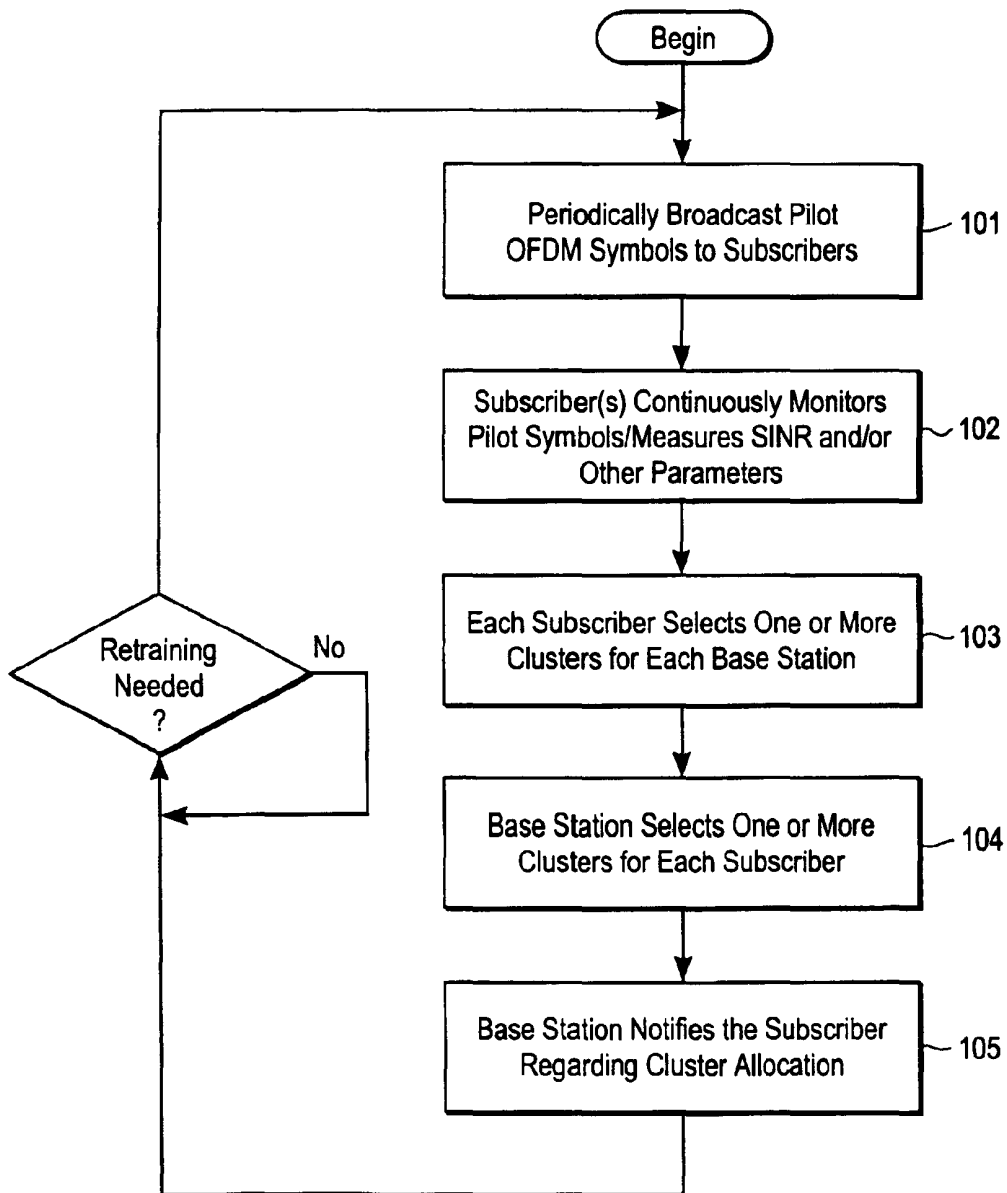 Begin
Periodically Broadcast Pilot
OFDM Symbols to Subscribers
101
Subscriber(s) Continuously Monitors
Pilot Symbols/Measures SINR and/or
Other Parameters
102
Each Subscriber Selects One or More
Clusters for Each Base Station
103
Base Station Selects One or More
Clusters for Each Subscriber
104
Base Station Notifies the Subscriber
Regarding Cluster Allocation
105
Retraining
Needed
?
No